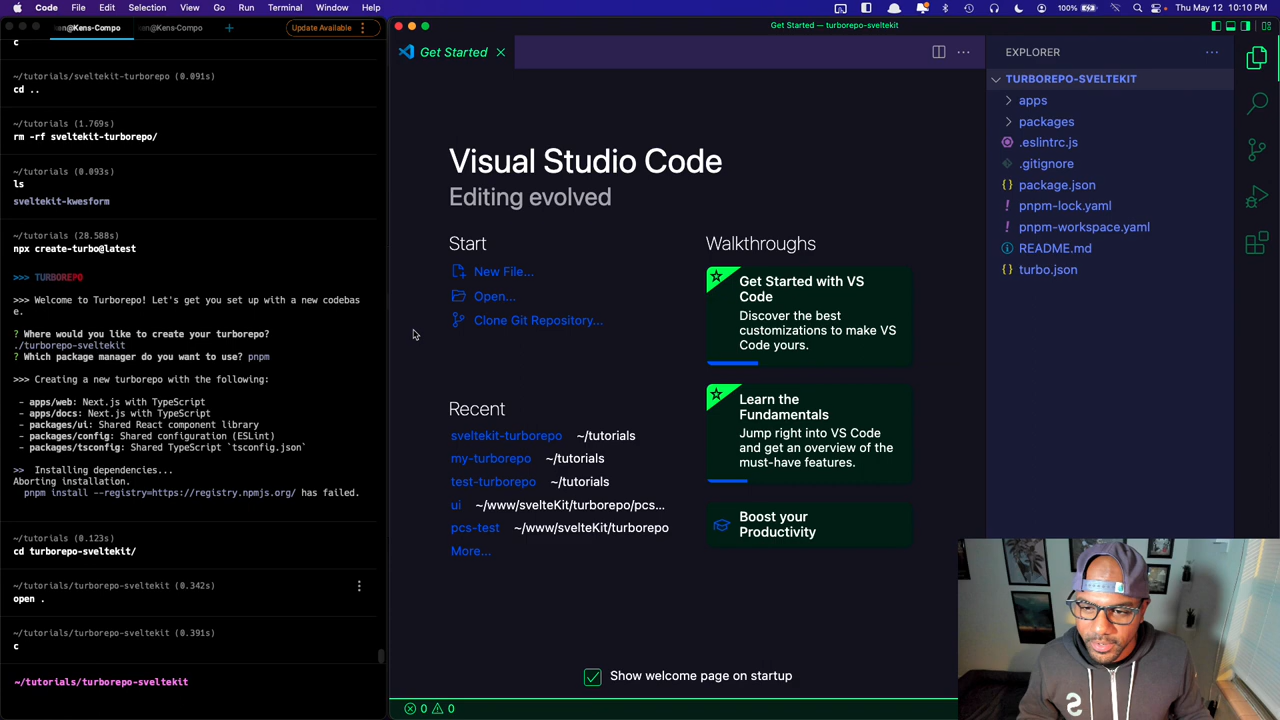 Code File Edit Selection View Go Run Terminal Window Help
100% Thu May 12 10:10:10 PM
an@Kens-Compo
an@Kens-Compo
+
Update Available
c
~/tutorials/sveltekit-turborepo (0.091s)
cd ..
~/tutorials (1.769s)
rm -rf sveltekit-turborepo/
~/tutorials (0.093s)
ls
sveltekit-kwesform
~/tutorials (28.588s)
npx create-turbo@latest
>>> TURBOREPO
>>> Welcome to Turborepo! Let's get you set up with a new codebas
e.
? Where would you like to create your turborepo?
./turborepo-sveltekit
? Which package manager do you want to use? pnpm
>>> Creating a new turborepo with the following:
- apps/web: Next.js with TypeScript
- apps/docs: Next.js with TypeScript
- packages/ui: Shared React component library
- packages/config: Shared configuration (ESLint)
- packages/tsconfig: Shared TypeScript `tsconfig.json`
>> Installing dependencies...
Aborting installation.
pnpm install --registry=https://registry.npmjs.org/ has failed.
~/tutorials (0.123s)
cd turborepo-sveltekit/
~/tutorials/turborepo-sveltekit (0.342s)
open .
~/tutorials/turborepo-sveltekit (0.391s)
c
~/tutorials/turborepo-sveltekit
Get Started — turborepo-sveltekit
Get Started
Visual Studio Code
Editing evolved
Start
New File...
Open...
Clone Git Repository...
Recent
sveltekit-turborepo ~/tutorials
my-turborepo ~/tutorials
test-turborepo ~/tutorials
ui ~/www/svelteKit/turborepo/pcs...
pcs-test ~/www/svelteKit/turborepo
More...
Walkthroughs
Get Started with VS
Code
Discover the best
customizations to make VS
Code yours.
Learn the
Fundamentals
Jump right into VS Code
and get an overview of the
must-have features.
Boost your
Productivity
Show welcome page on startup
0 0
EXPLORER
TURBOREPO-SVELTEKIT
apps
packages
.eslintrc.js
.gitignore
package.json
pnpm-lock.yaml
pnpm-workspace.yaml
README.md
turbo.json